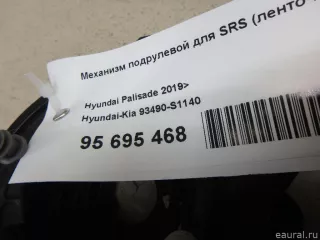 Механизм подрулевой для SRS (ленто
Hyundai Palisade 2019>
Hyundai-Kia 93490-S1140
95 695 468
eaural.ru